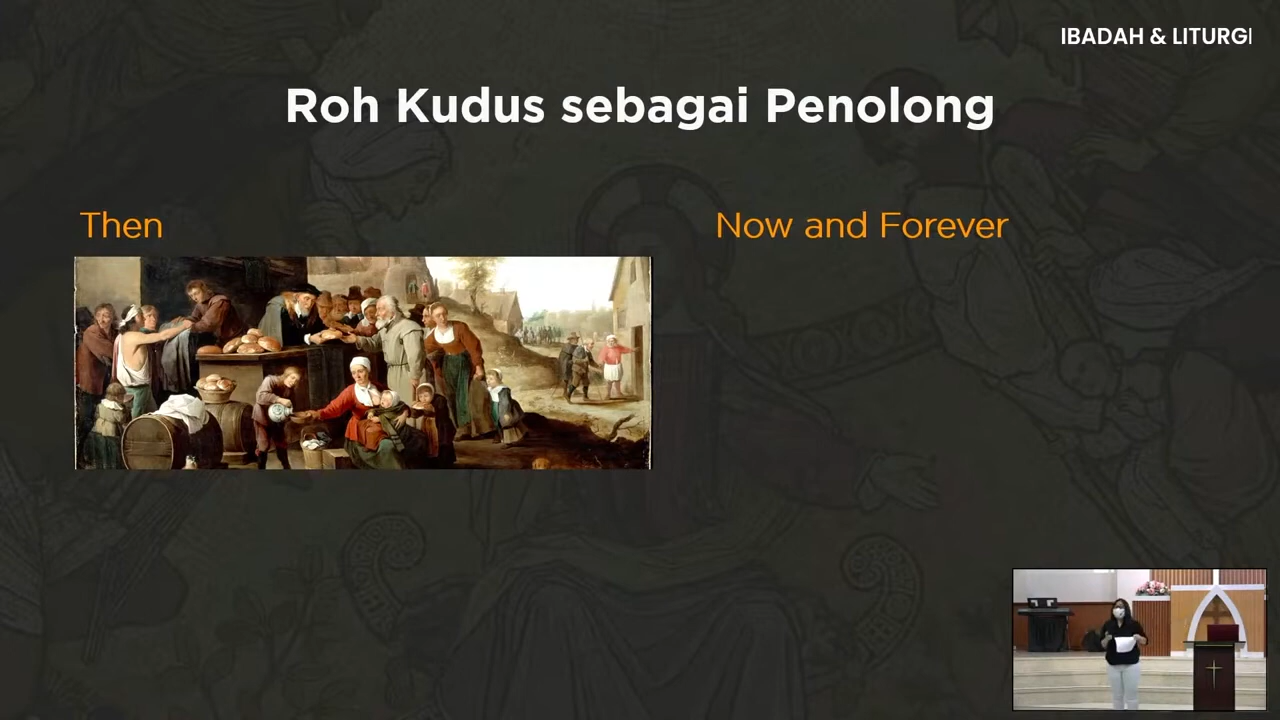 IBADAH & LITURGI
Roh Kudus sebagai Penolong
Then
Now and Forever